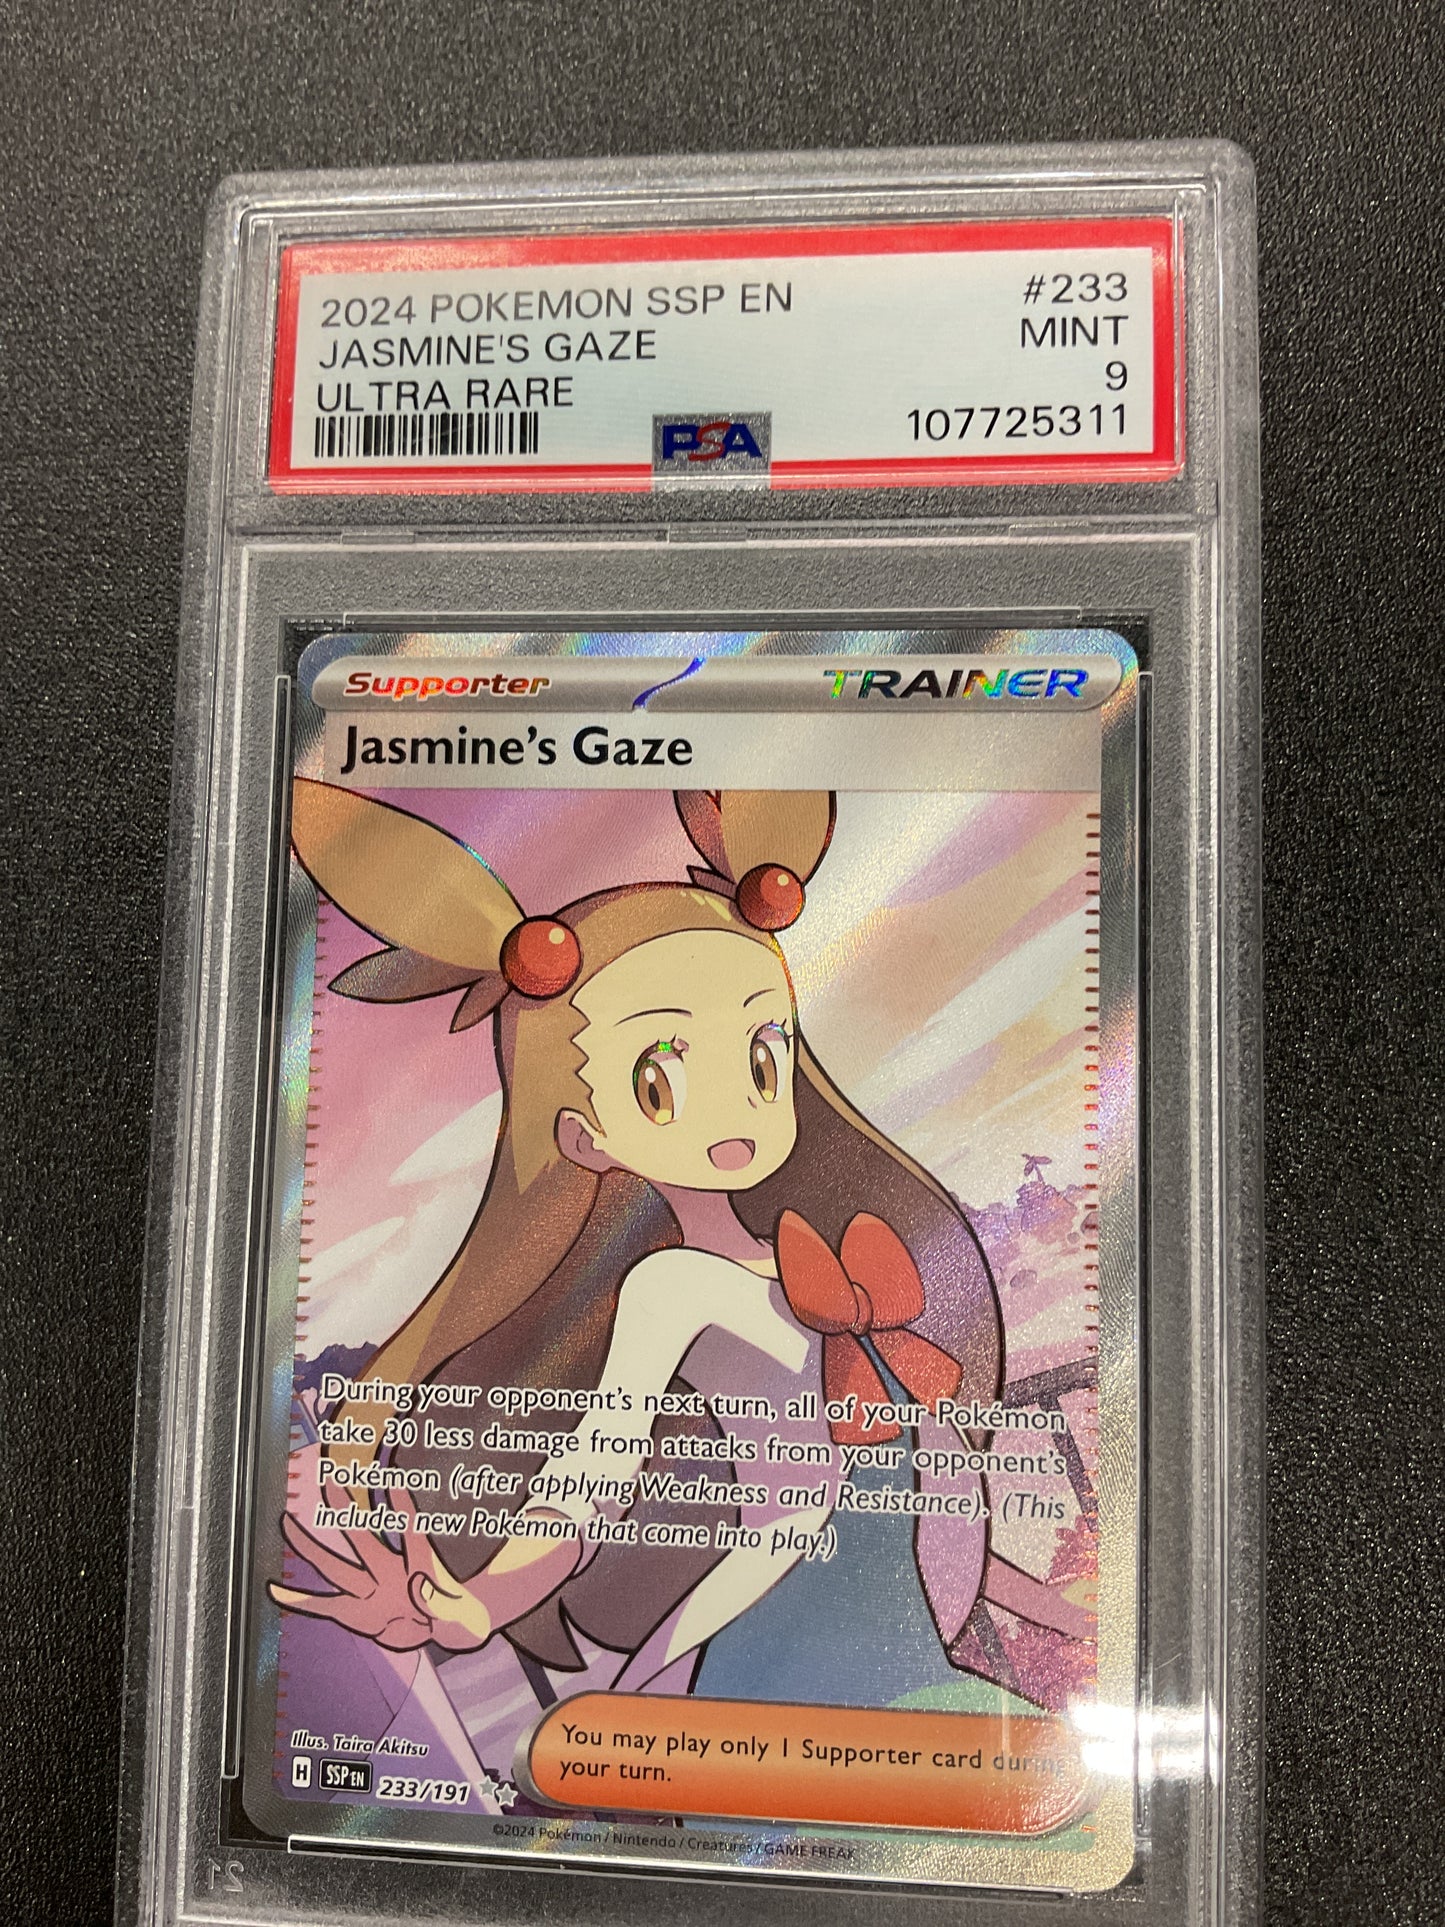 2024 POKEMON SSP EN #233
JASMINE'S GAZE MINT
ULTRA RARE 9
PSA 107725311
Supporter TRAINER
Jasmine's Gaze
During your opponent's next turn, all of your Pokémon
take 30 less damage from attacks from your opponent's
Pokémon (after applying Weakness and Resistance). (This
includes new Pokémon that come into play.)
Illus. Taira Akitsu
H SSP EN 233/191
You may play only 1 Supporter card during
your turn.
©2024 Pokémon / Nintendo / Creatures / GAME FREAK
21